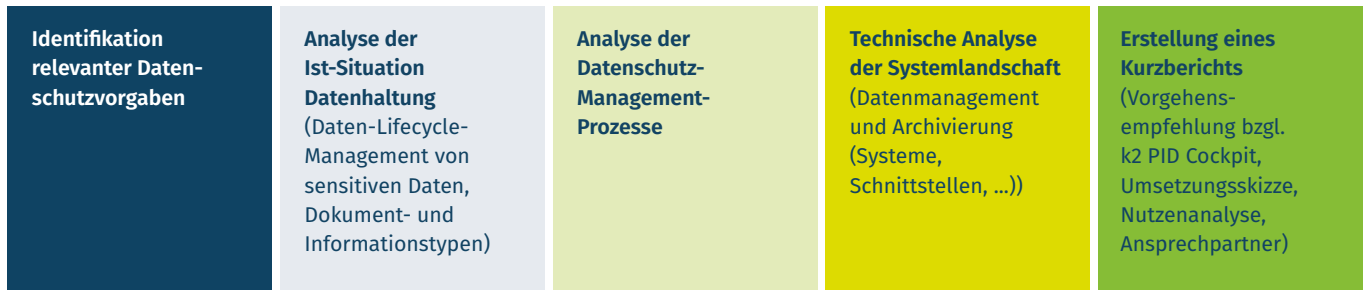 Identifikation
relevanter Daten-
schutzvorgaben
Analyse der
Ist-Situation
Datenhaltung
(Daten-Lifecycle-
Management von
sensitiven Daten,
Dokument- und
Informationstypen)
Analyse der
Datenschutz-
Management-
Prozesse
Technische Analyse
der Systemlandschaft
(Datenmanagement
und Archivierung
(Systeme,
Schnittstellen, ...))
Erstellung eines
Kurzberichts
(Vorgehens-
empfehlung bzgl.
k2 PID Cockpit,
Umsetzungsskizze,
Nutzenanalyse,
Ansprechpartner)